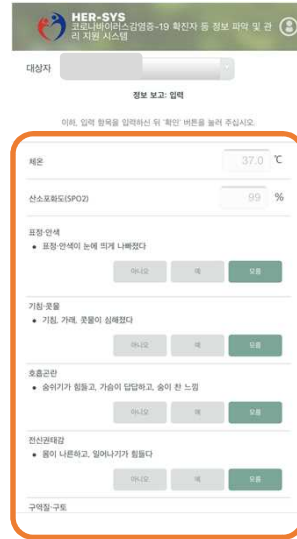 HER-SYS
코로나바이러스감염증-19 확진자 등 정보 파악 및 관
리 지원 시스템
대상자
정보 보고: 입력
이하, 입력 항목을 입력하신 뒤 '확인' 버튼을 눌러 주십시오.
체온 37.0 ℃
산소포화도(SPO2) 99 %
표정·안색
• 표정·안색이 눈에 띄게 나빠졌다
아니오 예 모름
기침·콧물
• 기침, 가래, 콧물이 심해졌다
아니오 예 모름
호흡곤란
• 숨쉬기가 힘들고, 가슴이 답답하고, 숨이 찬 느낌
아니오 예 모름
전신권태감
• 몸이 나른하고, 일어나기가 힘들다
아니오 예 모름
구역질·구토